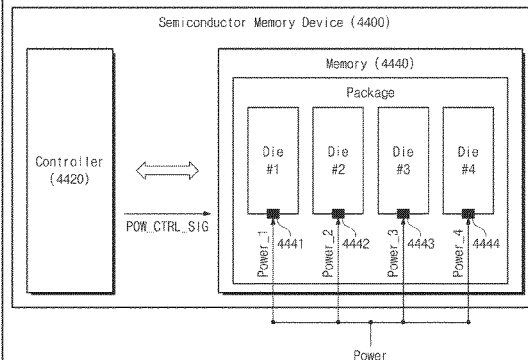 Semiconductor Memory Device (4400)
Memory (4440)
Package
Controller
(4420)
POW_CTRL_SIG
Die
#1
Die
#2
Die
#3
Die
#4
4441
4442
4443
4444
Power_1
Power_2
Power_3
Power_4
Power